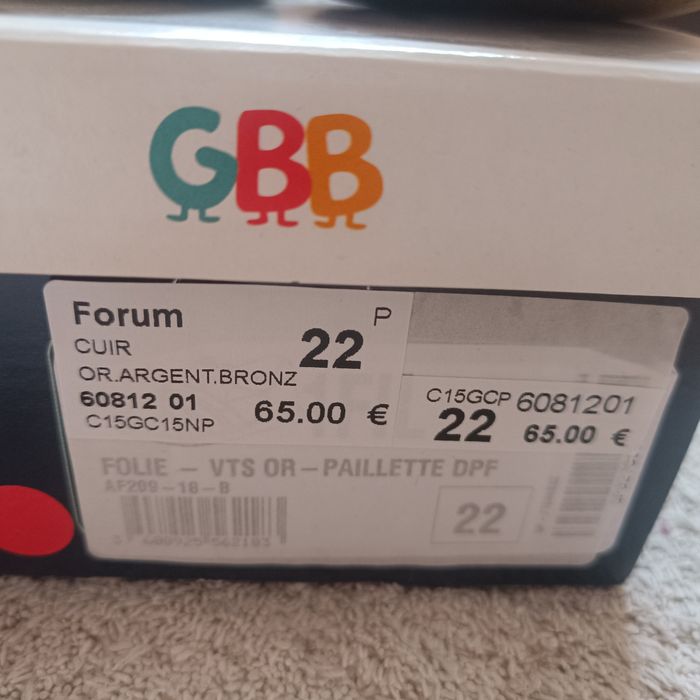 GBB
Forum
P
CUIR
22
OR.ARGENT.BRONZ
60812 01
65.00 €
C15GC15NP
C15GCP 6081201
22 65.00 €
FOLIE - VTS OR - PAILLETTE DPF
AF209-18-B
22